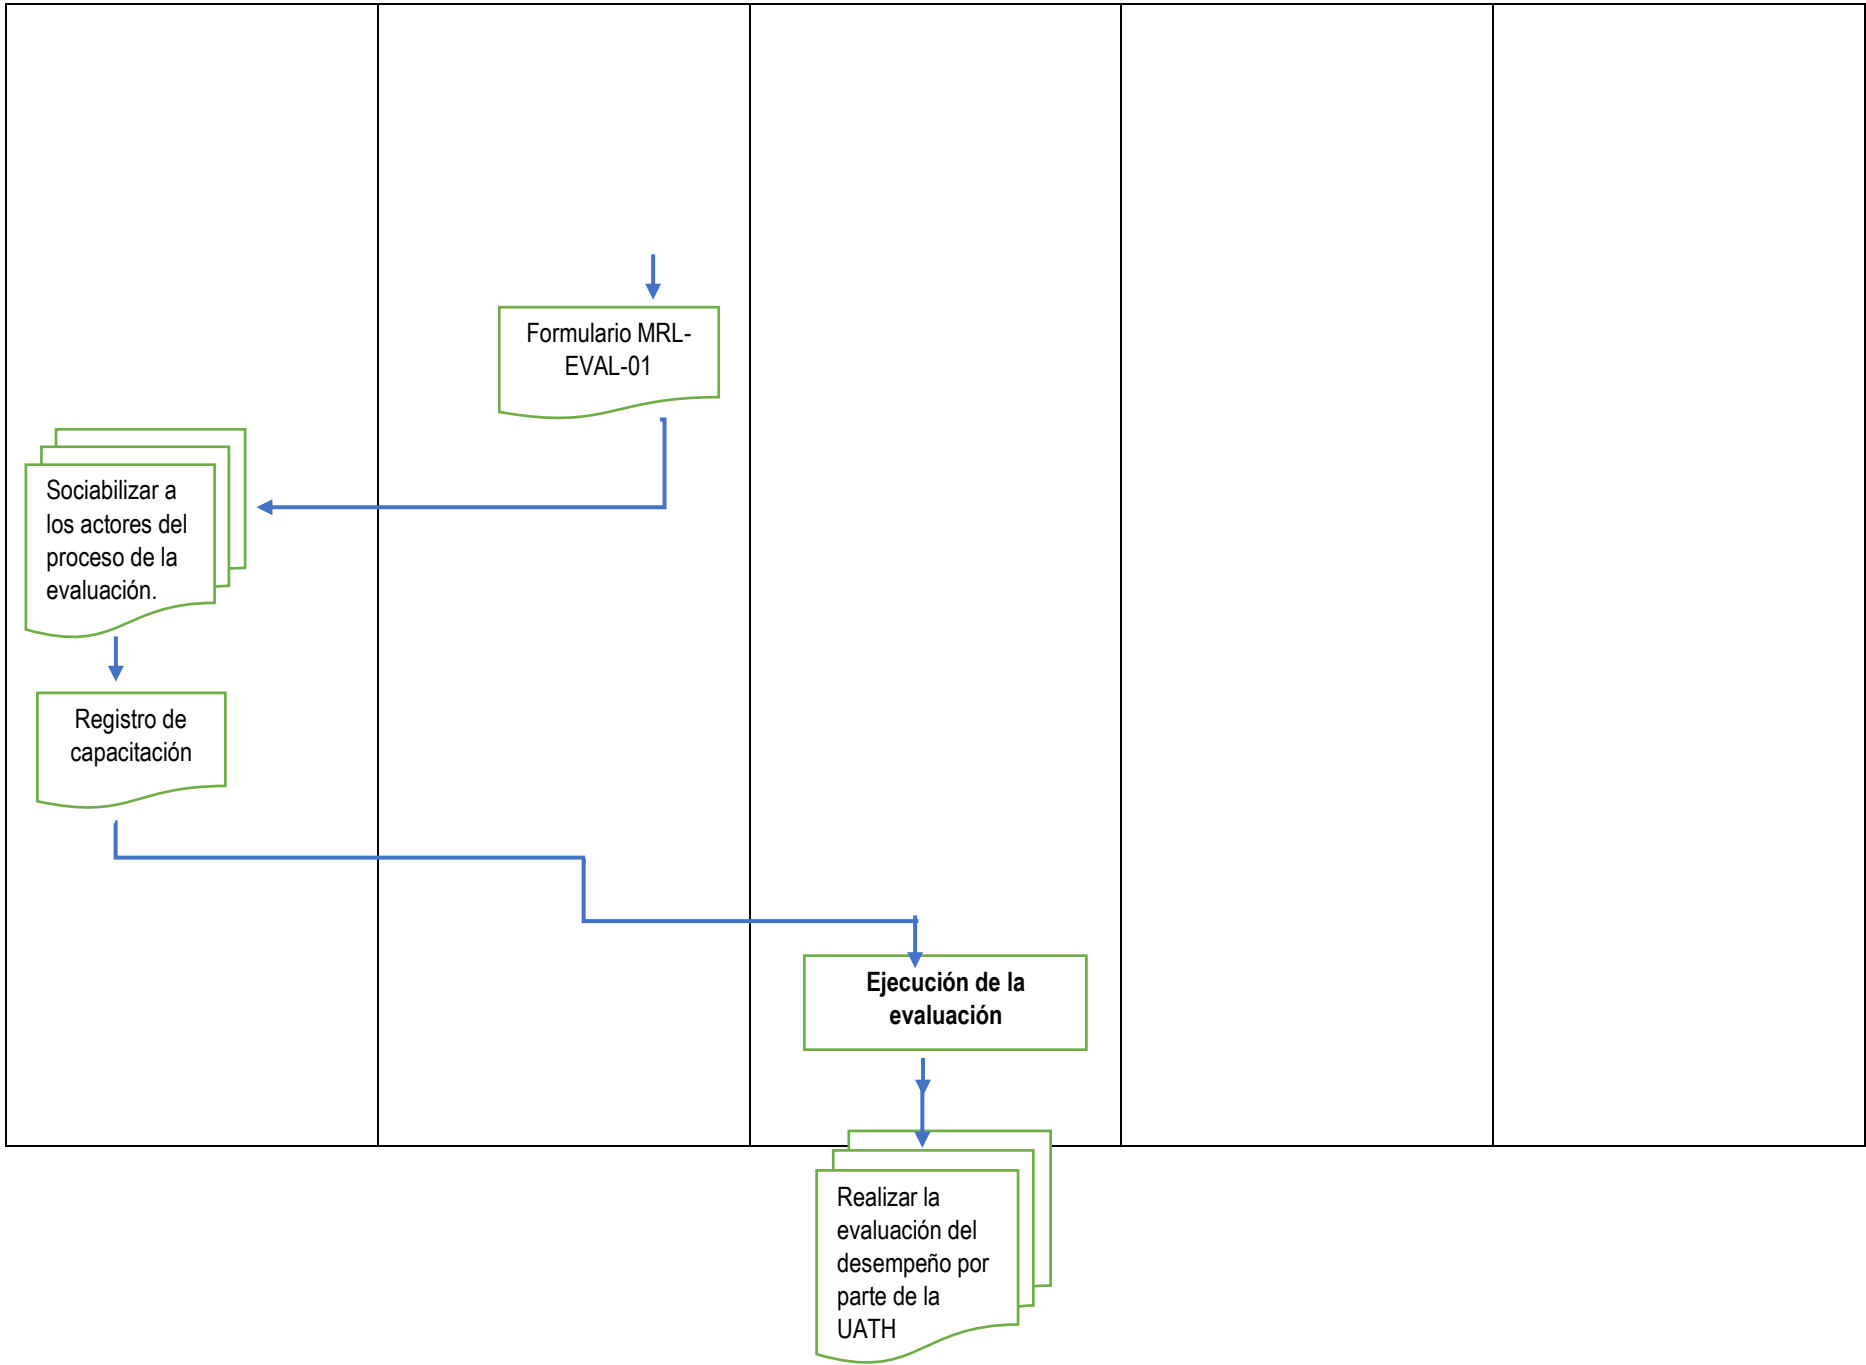 Formulario MRL-
EVAL-01
Sociabilizar a
los actores del
proceso de la
evaluación.
Registro de
capacitación
Ejecución de la
evaluación
Realizar la
evaluación del
desempeño por
parte de la
UATH